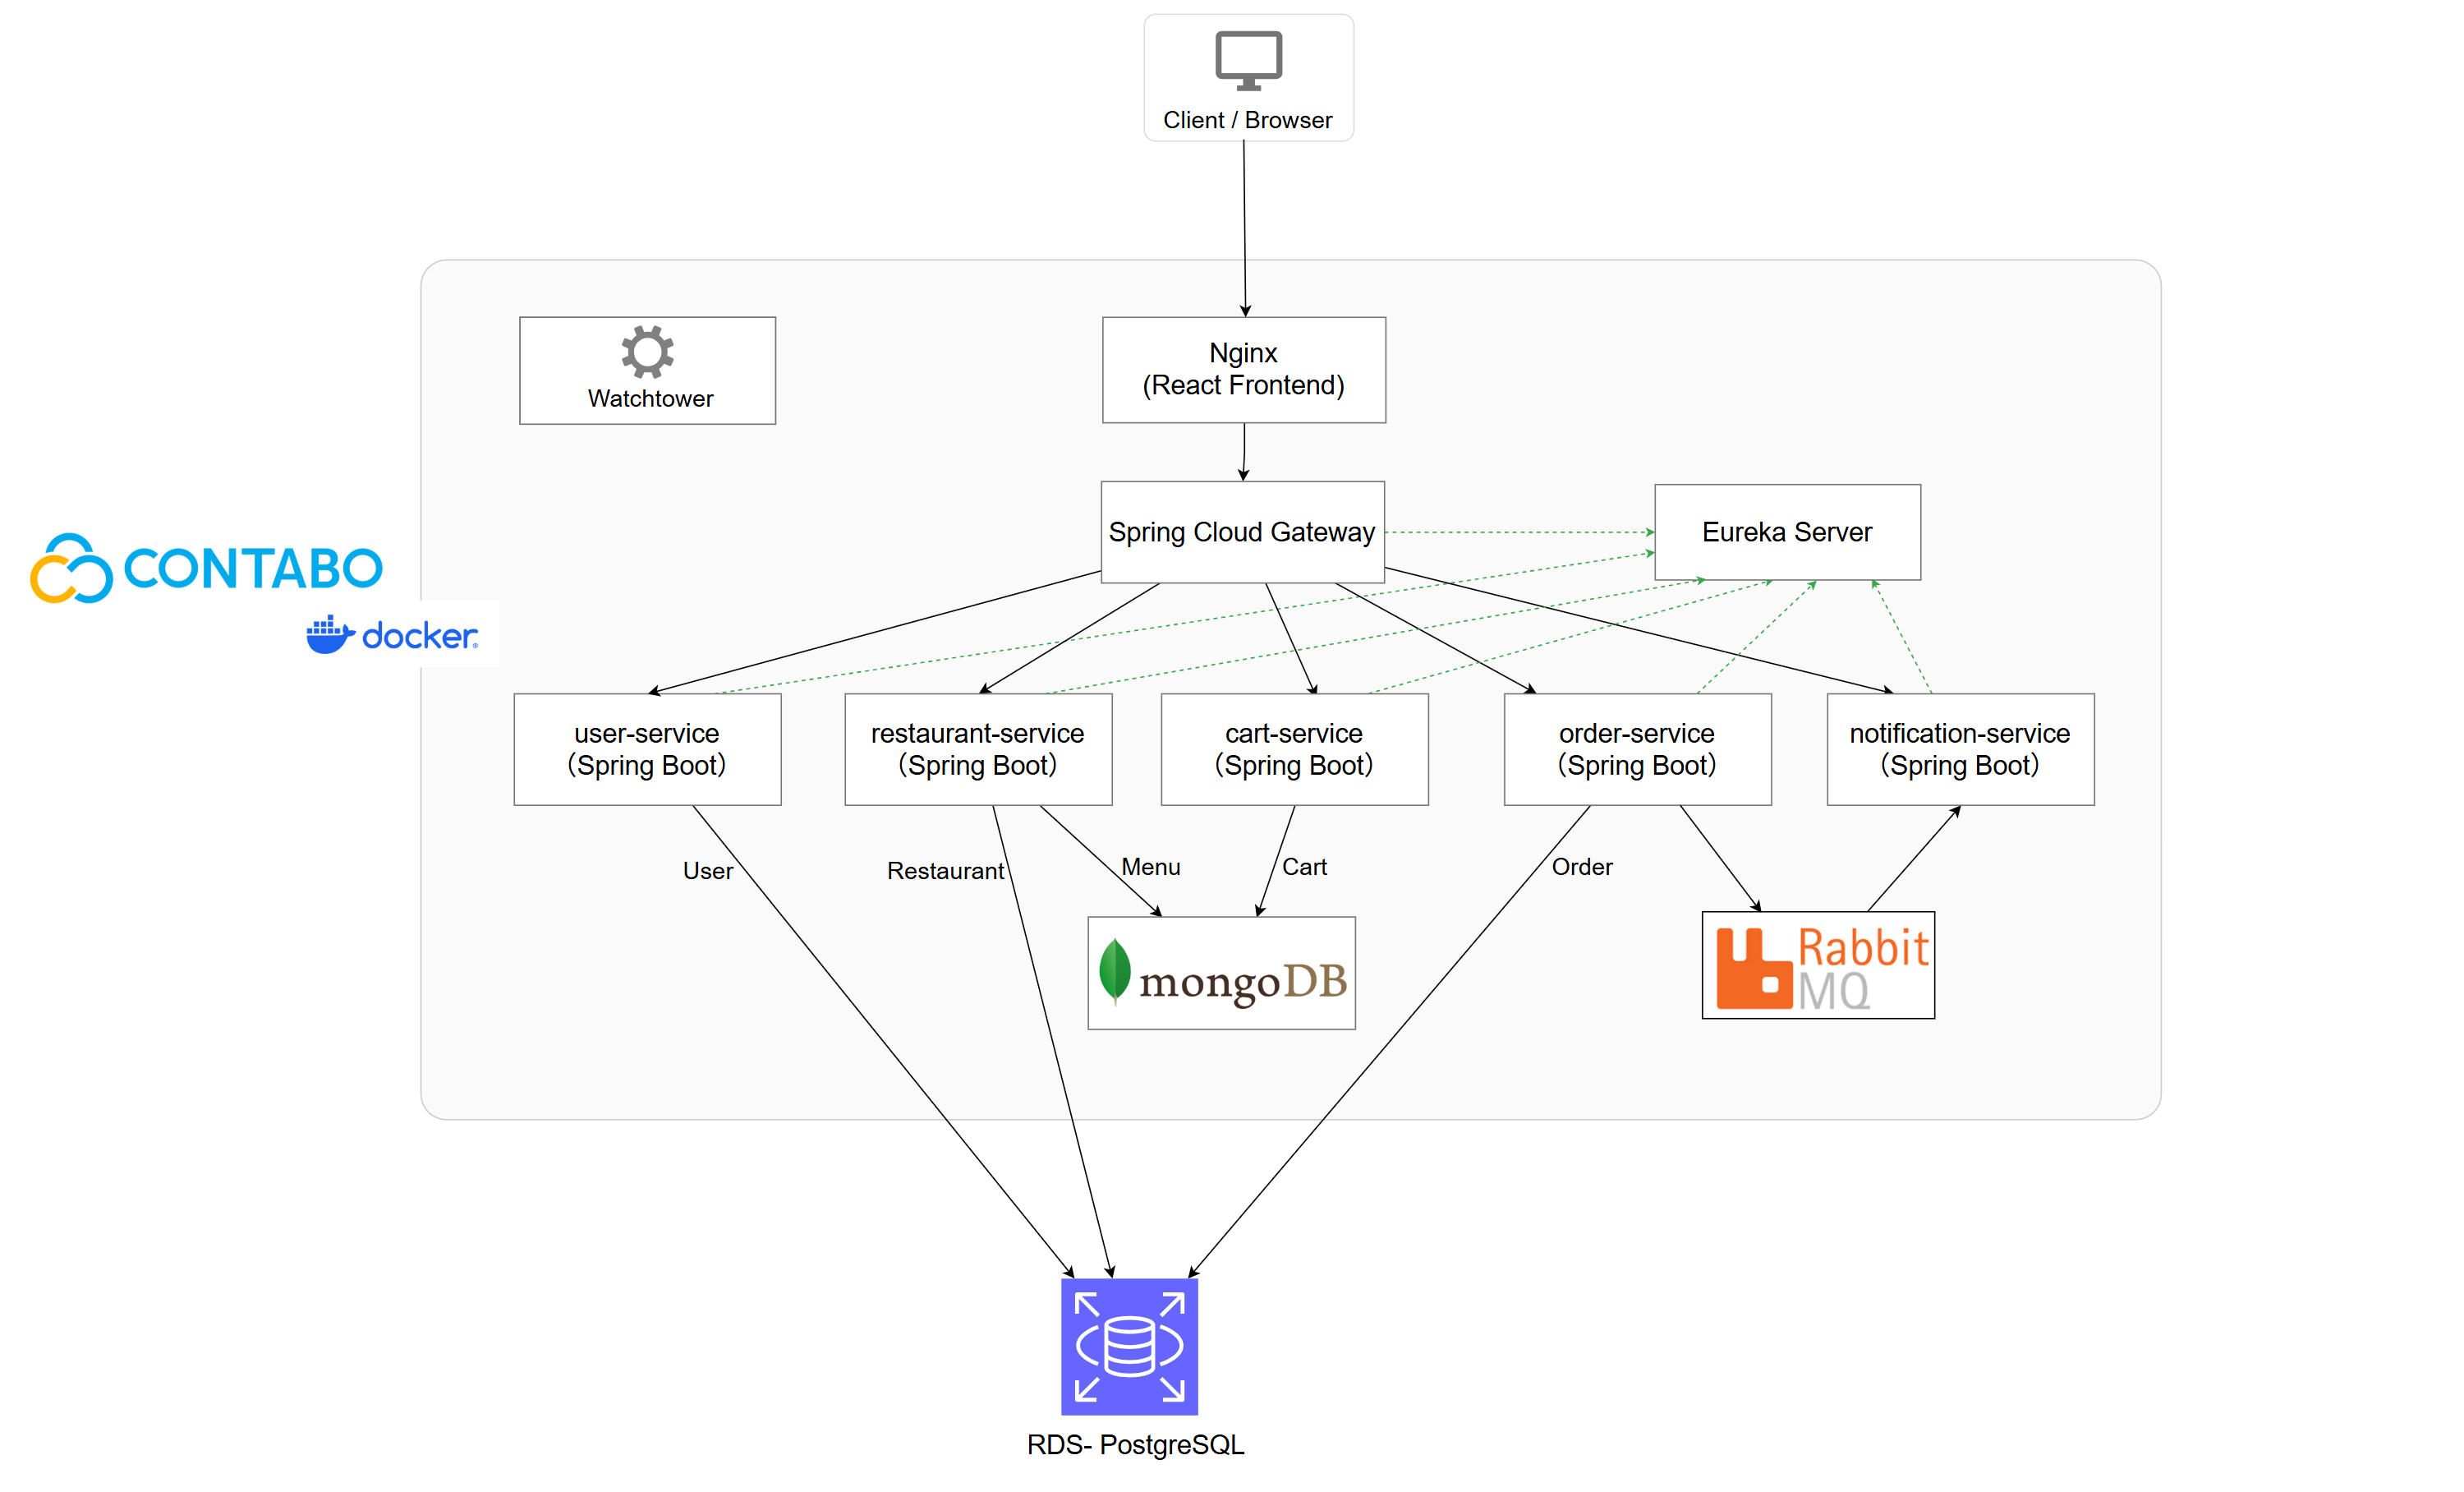 Client / Browser
Watchtower
Nginx
(React Frontend)
Spring Cloud Gateway
Eureka Server
CONTABO
docker®
user-service
（Spring Boot）
restaurant-service
（Spring Boot）
cart-service
（Spring Boot）
order-service
（Spring Boot）
notification-service
（Spring Boot）
User
Restaurant
Menu
Cart
Order
mongoDB
Rabbit
MQ
RDS- PostgreSQL